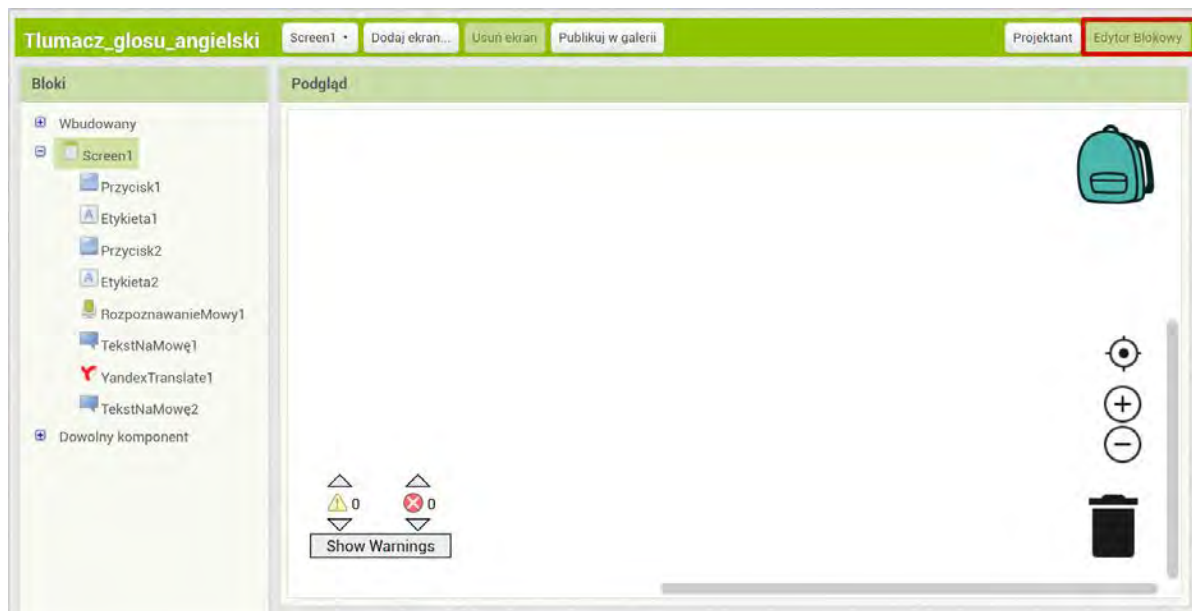 Tlumacz_glosu_angielski Screen1 Dodaj ekran... Usuń ekran Publikuj w galerii Projektant Edytor Blokowy
Bloki
Podgląd
Wbudowany
Screen1
Przycisk1
Etykieta1
Przycisk2
Etykieta2
RozpoznawanieMowy1
TekstNaMowę1
YandexTranslate1
TekstNaMowę2
Dowolny komponent
0 0
Show Warnings